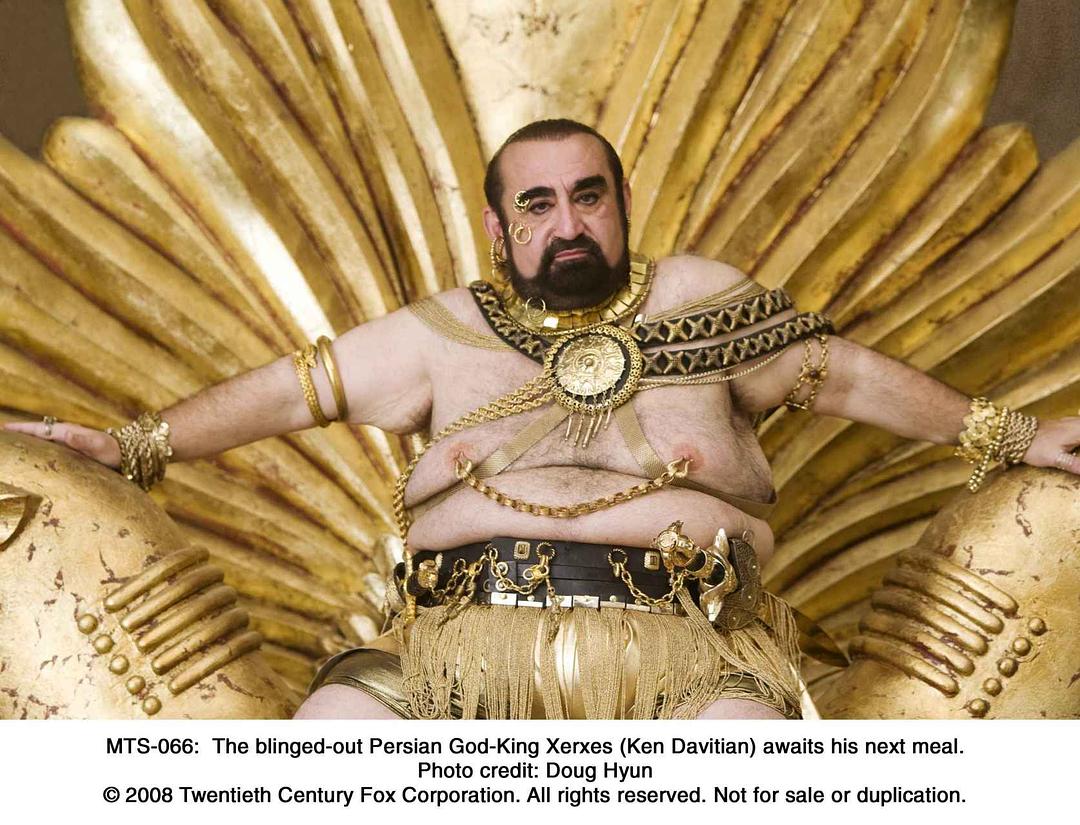 MTS-066:  The blinged-out Persian God-King Xerxes (Ken Davitian) awaits his next meal.
Photo credit: Doug Hyun
© 2008 Twentieth Century Fox Corporation. All rights reserved. Not for sale or duplication.